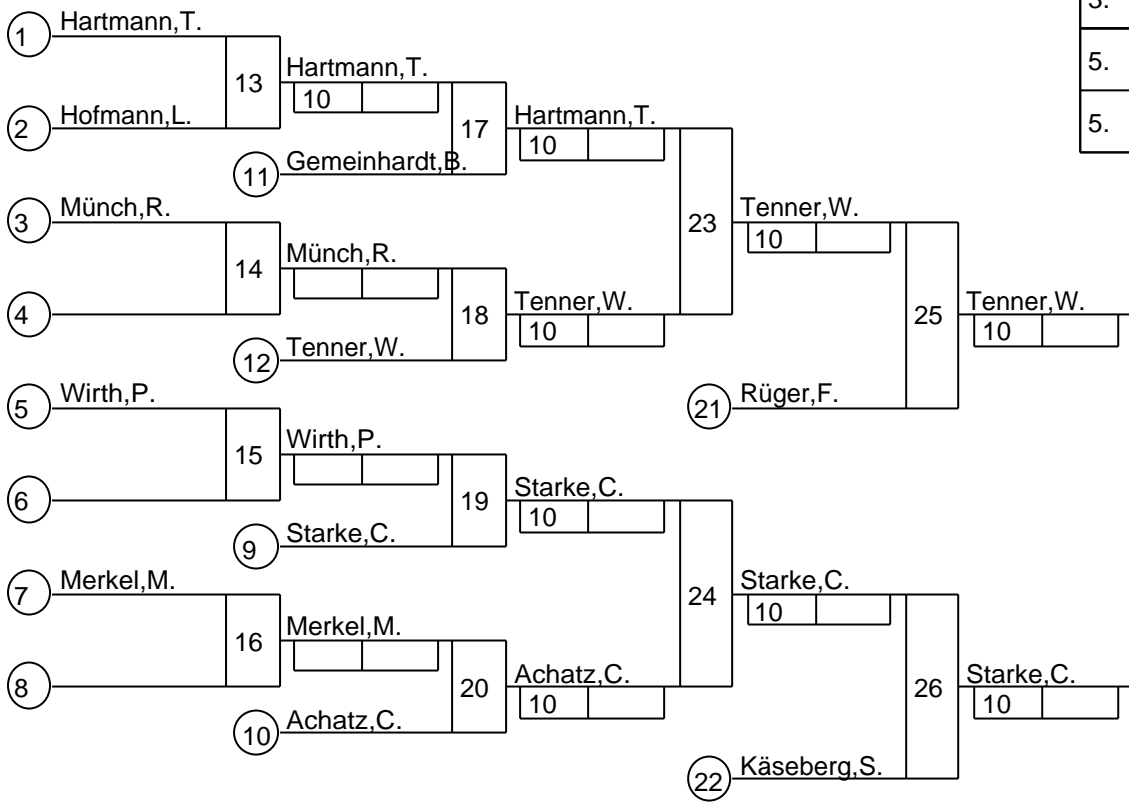 3.
1 Hartmann,T.
13 Hartmann,T.
10
2 Hofmann,L.
17 Hartmann,T.
10
5.
5.
11 Gemeinhardt,B.
3 Münch,R.
23 Tenner,W.
10
14 Münch,R.
4
18 Tenner,W.
10
25 Tenner,W.
10
12 Tenner,W.
5 Wirth,P.
21 Rüger,F.
15 Wirth,P.
6
19 Starke,C.
10
9 Starke,C.
7 Merkel,M.
24 Starke,C.
10
16 Merkel,M.
8
20 Achatz,C.
10
26 Starke,C.
10
10 Achatz,C.
22 Käseberg,S.